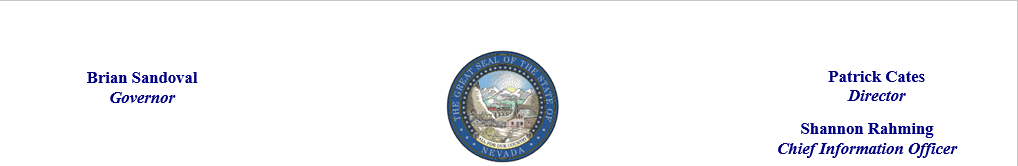 Brian Sandoval
Governor
THE GREAT SEAL OF THE STATE OF
NEVADA
ALL FOR OUR COUNTRY
Patrick Cates
Director
Shannon Rahming
Chief Information Officer